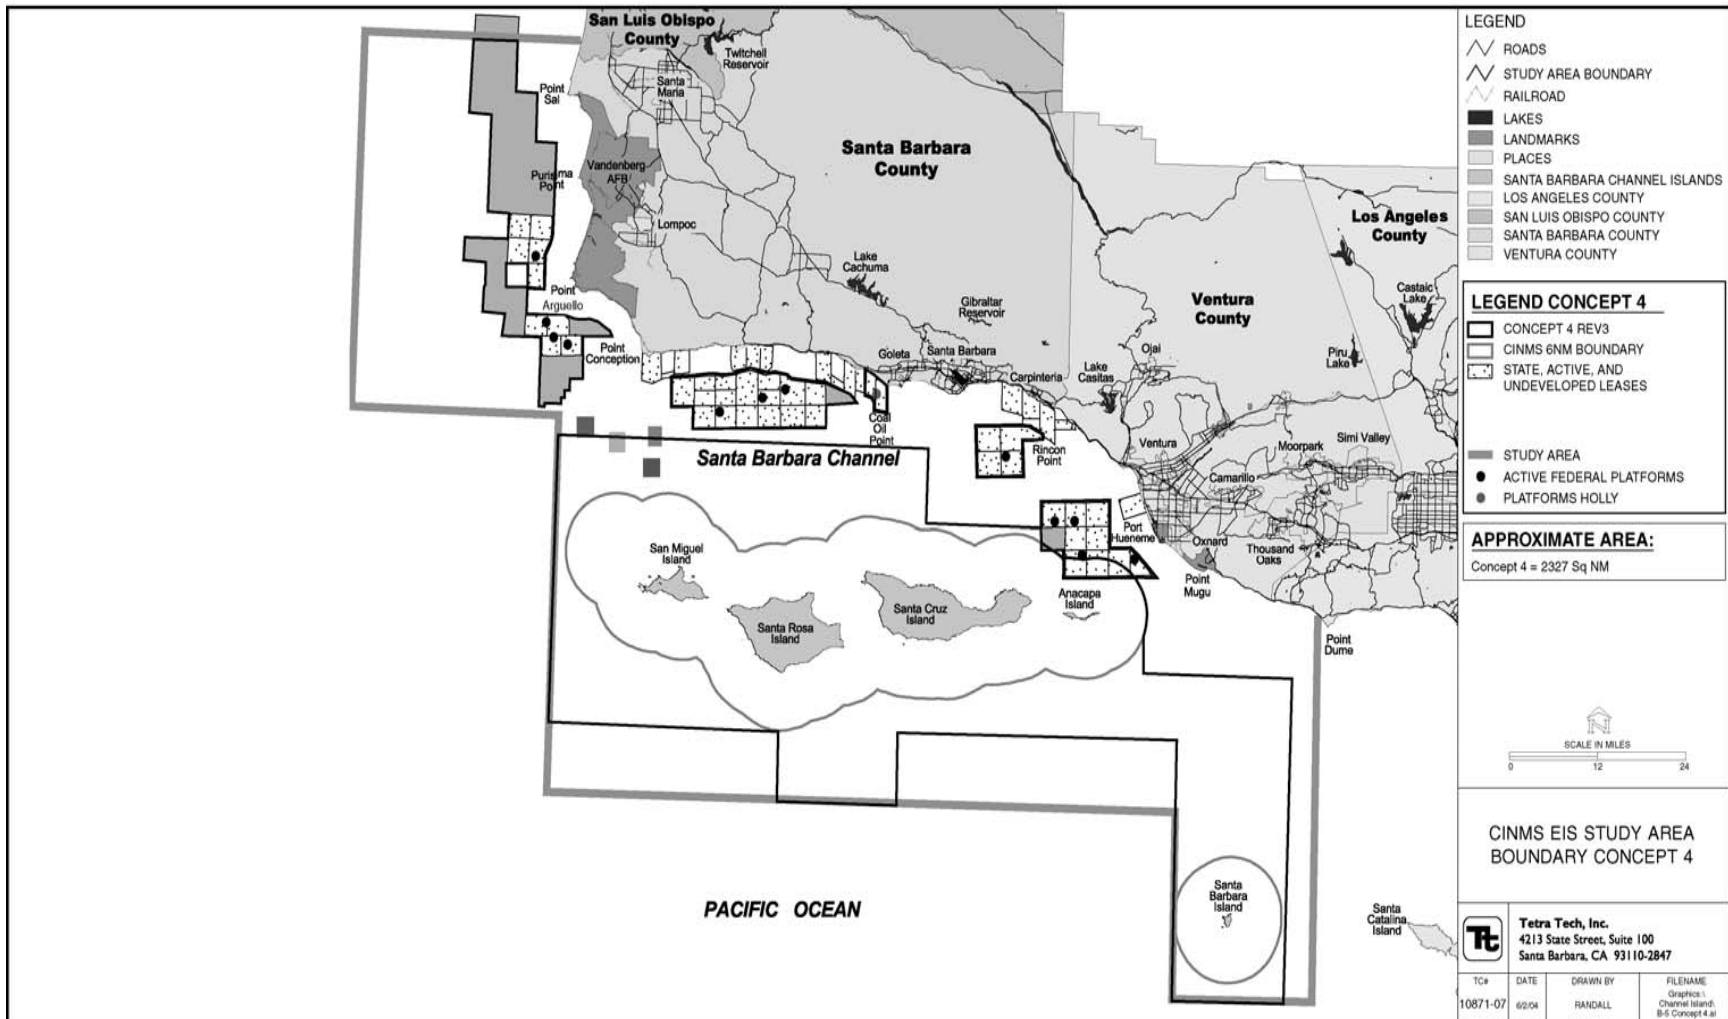 San Luis Obispo
County
Twitchell
Reservoir
Santa
Maria
Point
Sal
Santa Barbara
County
Vandenberg
AFB
Purisima
Point
Lompoc
Los Angeles
County
Lake
Cachuma
Gibraltar
Reservoir
Ventura
County
Castaic
Lake
Point
Arguello
Point
Conception
Goleta
Santa Barbara
Ojai
Piru
Lake
Lake
Casitas
Carpinteria
Coal
Oil
Point
Rincon
Point
Ventura
Moorpark
Simi Valley
Santa Barbara Channel
Camarillo
Port
Hueneme
Oxnard
Thousand
Oaks
Point
Mugu
San Miguel
Island
Anacapa
Island
Santa Cruz
Island
Santa Rosa
Island
Point
Dume
Santa
Barbara
Island
PACIFIC OCEAN
Santa
Catalina
Island
LEGEND
ROADS
STUDY AREA BOUNDARY
RAILROAD
LAKES
LANDMARKS
PLACES
SANTA BARBARA CHANNEL ISLANDS
LOS ANGELES COUNTY
SAN LUIS OBISPO COUNTY
SANTA BARBARA COUNTY
VENTURA COUNTY
LEGEND CONCEPT 4
CONCEPT 4 REV3
CINMS 6NM BOUNDARY
STATE, ACTIVE, AND
UNDEVELOPED LEASES
STUDY AREA
ACTIVE FEDERAL PLATFORMS
PLATFORMS HOLLY
APPROXIMATE AREA:
Concept 4 = 2327 Sq NM
N
SCALE IN MILES
0 12 24
CINMS EIS STUDY AREA
BOUNDARY CONCEPT 4
Tt
Tetra Tech, Inc.
4213 State Street, Suite 100
Santa Barbara, CA 93110-2847
TC# DATE DRAWN BY FILENAME
10871-07 6/2/04 RANDALL Graphics\
Channel Island\
B-5 Concept 4.ai